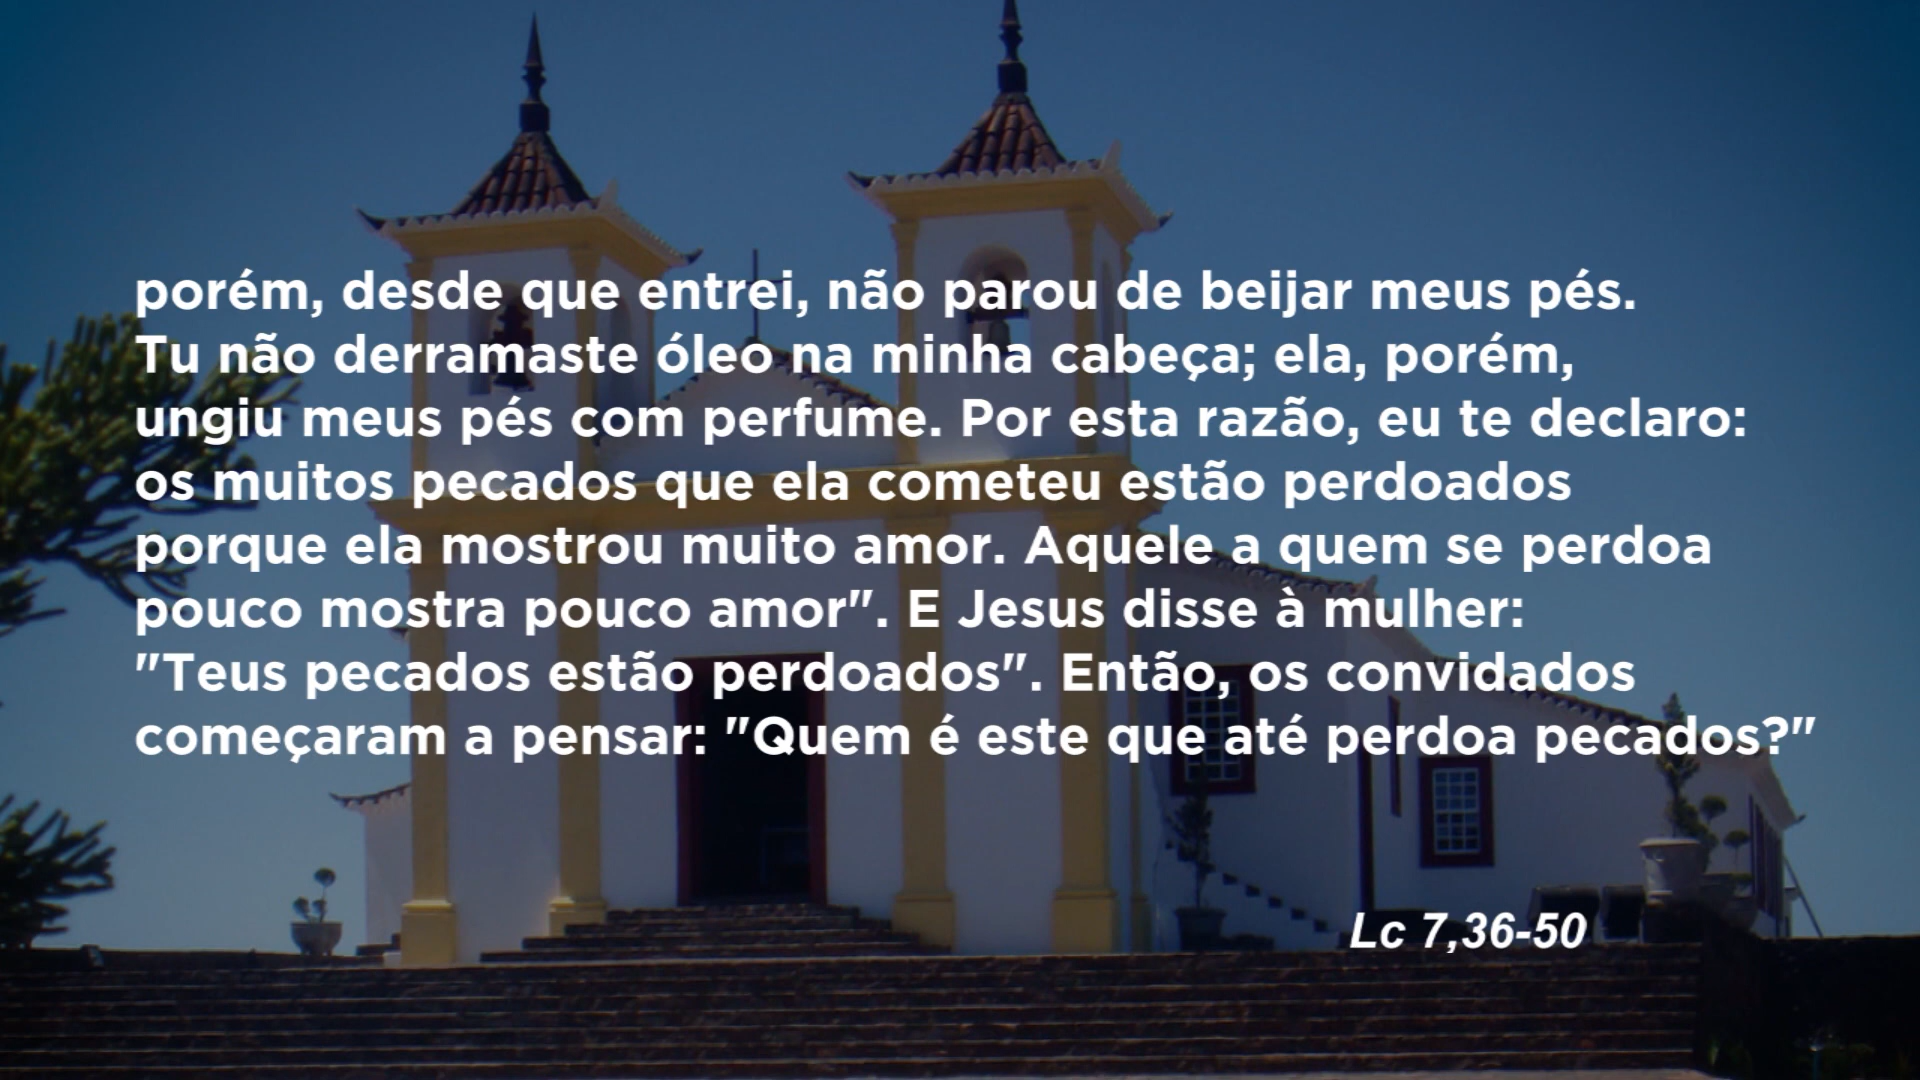 porém, desde que entrei, não parou de beijar meus pés.
Tu não derramaste óleo na minha cabeça; ela, porém,
ungiu meus pés com perfume. Por esta razão, eu te declaro:
os muitos pecados que ela cometeu estão perdoados
porque ela mostrou muito amor. Aquele a quem se perdoa
pouco mostra pouco amor". E Jesus disse à mulher:
"Teus pecados estão perdoados". Então, os convidados
começaram a pensar: "Quem é este que até perdoa pecados?"
Lc 7,36-50